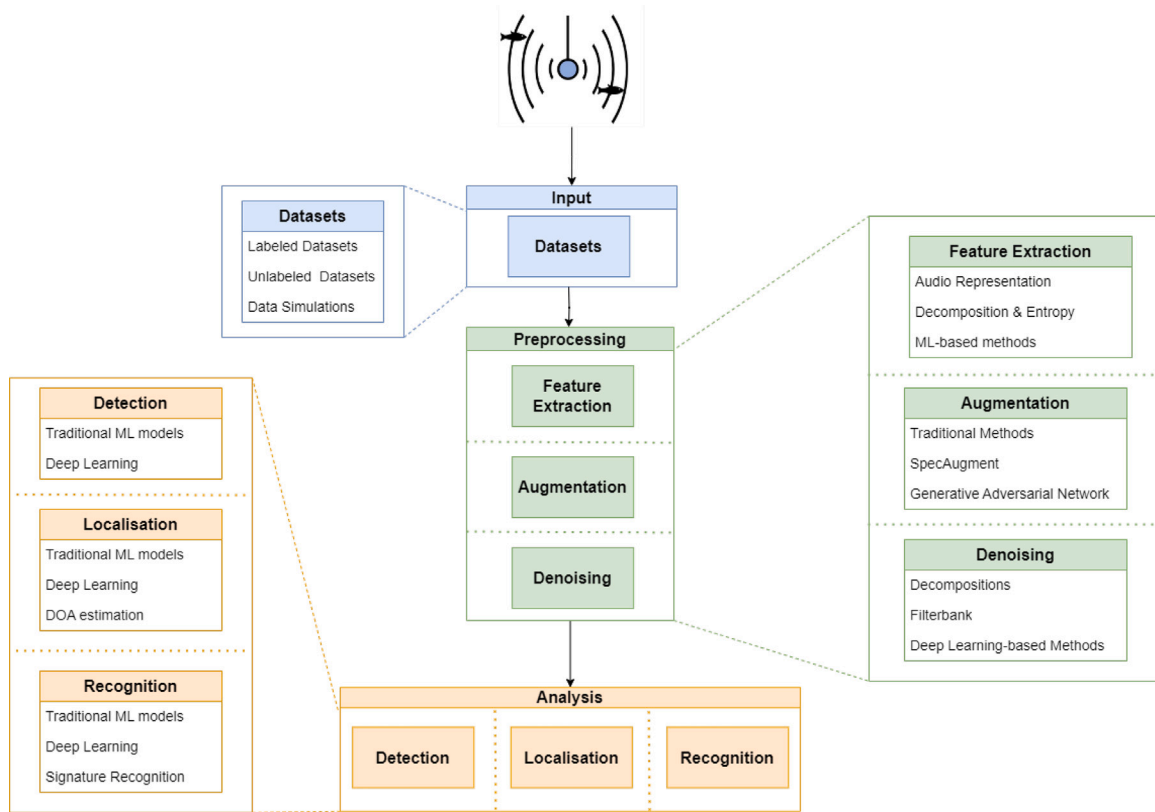 Input
Datasets
Datasets
Labeled Datasets
Unlabeled Datasets
Data Simulations
Preprocessing
Feature
Extraction
Augmentation
Denoising
Feature Extraction
Audio Representation
Decomposition & Entropy
ML-based methods
Augmentation
Traditional Methods
SpecAugment
Generative Adversarial Network
Denoising
Decompositions
Filterbank
Deep Learning-based Methods
Detection
Traditional ML models
Deep Learning
Localisation
Traditional ML models
Deep Learning
DOA estimation
Recognition
Traditional ML models
Deep Learning
Signature Recognition
Analysis
Detection
Localisation
Recognition